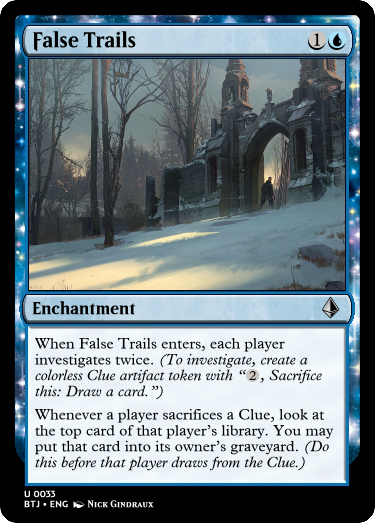 False Trails 1
Enchantment
When False Trails enters, each player
investigates twice. (To investigate, create a
colorless Clue artifact token with “2, Sacrifice
this: Draw a card.”)
Whenever a player sacrifices a Clue, look at
the top card of that player’s library. You may
put that card into its owner’s graveyard. (Do
this before that player draws from the Clue.)
U 0033
BTJ • ENG Nick Gindraux